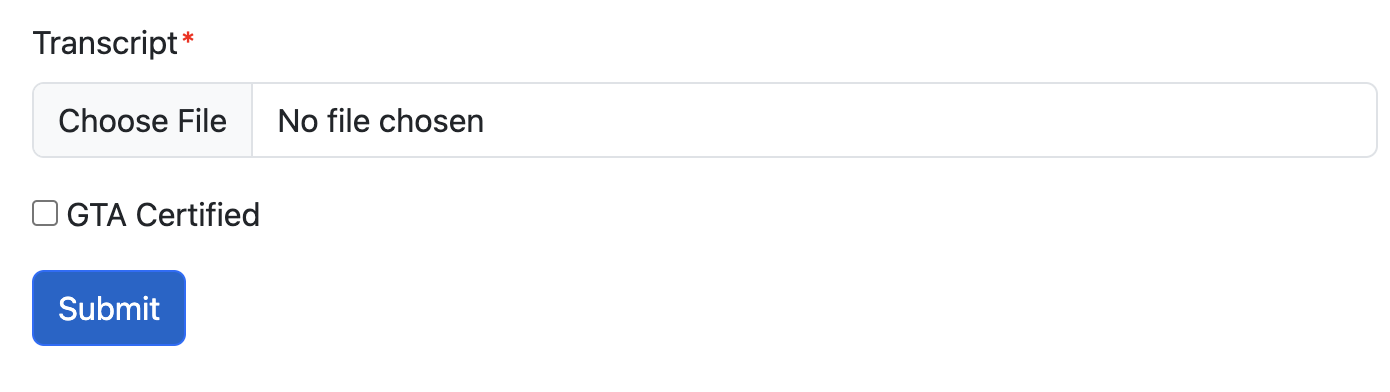 Transcript*
Choose File No file chosen
GTA Certified
Submit